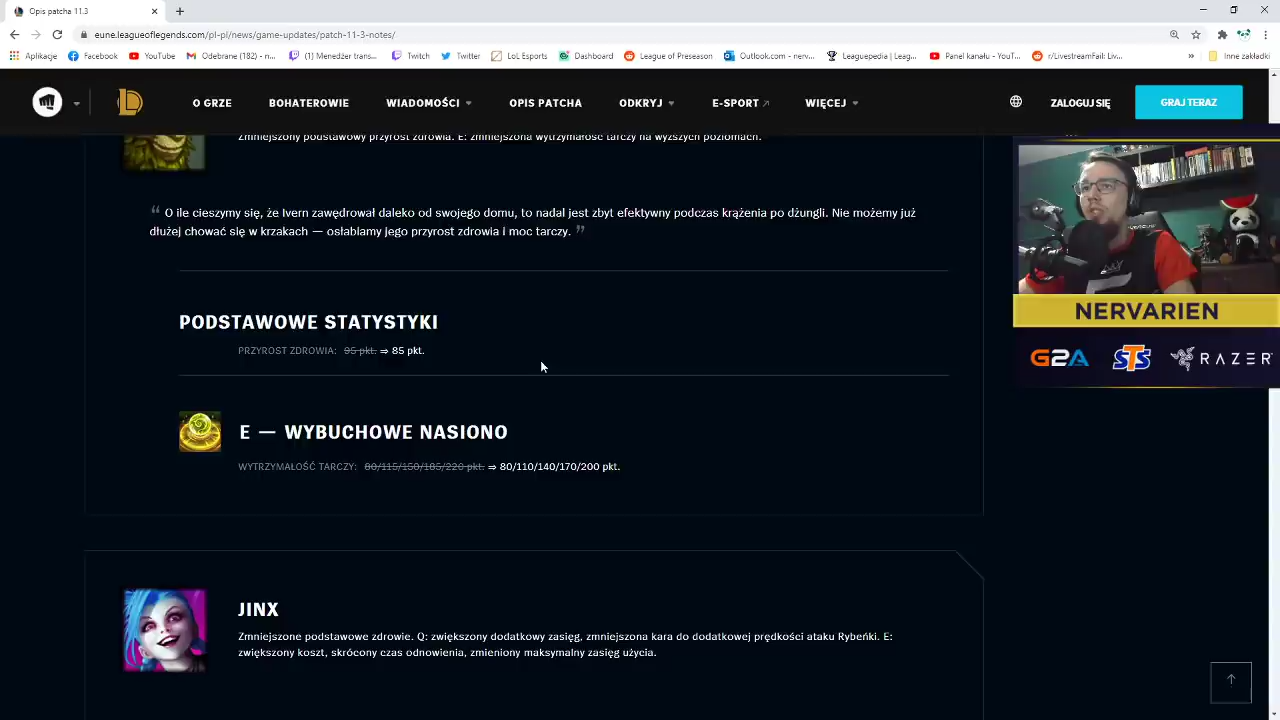 Opis patcha 11.3
eune.leagueoflegends.com/pl-pl/news/game-updates/patch-11-3-notes/
Aplikacje Facebook YouTube Odebrane (182) - n... (1) Menedżer trans... Twitch Twitter LoL Esports Dashboard League of Preseason Outlook.com - nerv... Leaguepedia | Leag... Panel kanału - YouT... r/LivestreamFail: Liv... » Inne zakładki
O GRZE BOHATEROWIE WIADOMOŚCI OPIS PATCHA ODKRYJ E-SPORT WIĘCEJ ZALOGUJ SIĘ GRAJ TERAZ
Zmniejszony podstawowy przyrost zdrowia. E: zmniejszona wytrzymałość tarczy na wyższych poziomach.
“ O ile cieszymy się, że Ivern zawędrował daleko od swojego domu, to nadal jest zbyt efektywny podczas krążenia po dżungli. Nie możemy już
dłużej chować się w krzakach — osłabiamy jego przyrost zdrowia i moc tarczy. ”
PODSTAWOWE STATYSTYKI
PRZYROST ZDROWIA: 95 pkt. ⇒ 85 pkt.
E — WYBUCHOWE NASIONO
WYTRZYMAŁOŚĆ TARCZY: 80/115/150/185/220 pkt. ⇒ 80/110/140/170/200 pkt.
JINX
Zmniejszone podstawowe zdrowie. Q: zwiększony dodatkowy zasięg, zmniejszona kara do dodatkowej prędkości ataku Rybeńki. E:
zwiększony koszt, skrócony czas odnowienia, zmieniony maksymalny zasięg użycia.
NERVARIEN
G2A STS RAZER